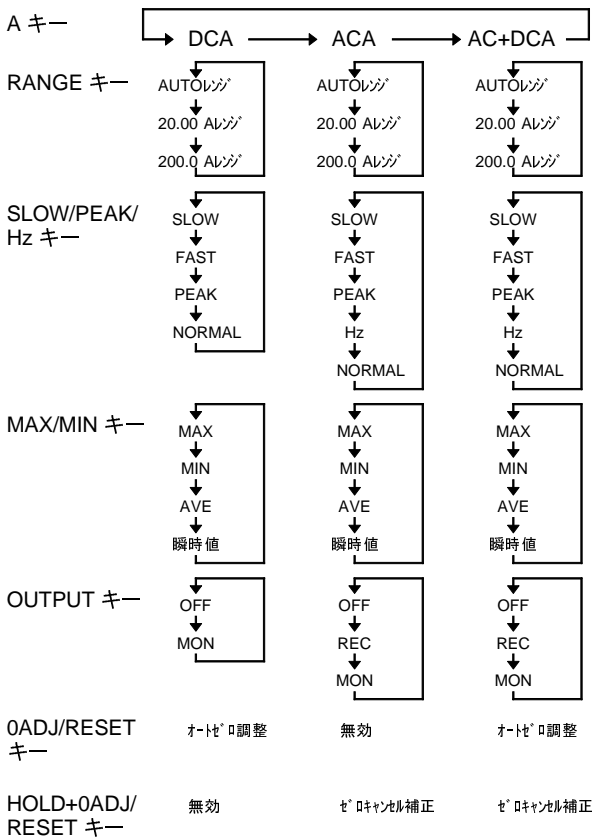 A キー
DCA ACA AC+DCA
RANGE キー
AUTOﾚﾝｼﾞ AUTOﾚﾝｼﾞ AUTOﾚﾝｼﾞ
20.00 Aﾚﾝｼﾞ 20.00 Aﾚﾝｼﾞ 20.00 Aﾚﾝｼﾞ
200.0 Aﾚﾝｼﾞ 200.0 Aﾚﾝｼﾞ 200.0 Aﾚﾝｼﾞ
SLOW/PEAK/
Hz キー
SLOW SLOW SLOW
FAST FAST FAST
PEAK PEAK PEAK
NORMAL Hz Hz
NORMAL NORMAL
MAX/MIN キー
MAX MAX MAX
MIN MIN MIN
AVE AVE AVE
瞬時値 瞬時値 瞬時値
OUTPUT キー
OFF OFF OFF
MON REC REC
MON MON
0ADJ/RESET
キー
ｵｰﾄｾﾞﾛ調整 無効 ｵｰﾄｾﾞﾛ調整
HOLD+0ADJ/
RESET キー
無効 ｾﾞﾛｷｬﾝｾﾙ補正 ｾﾞﾛｷｬﾝｾﾙ補正